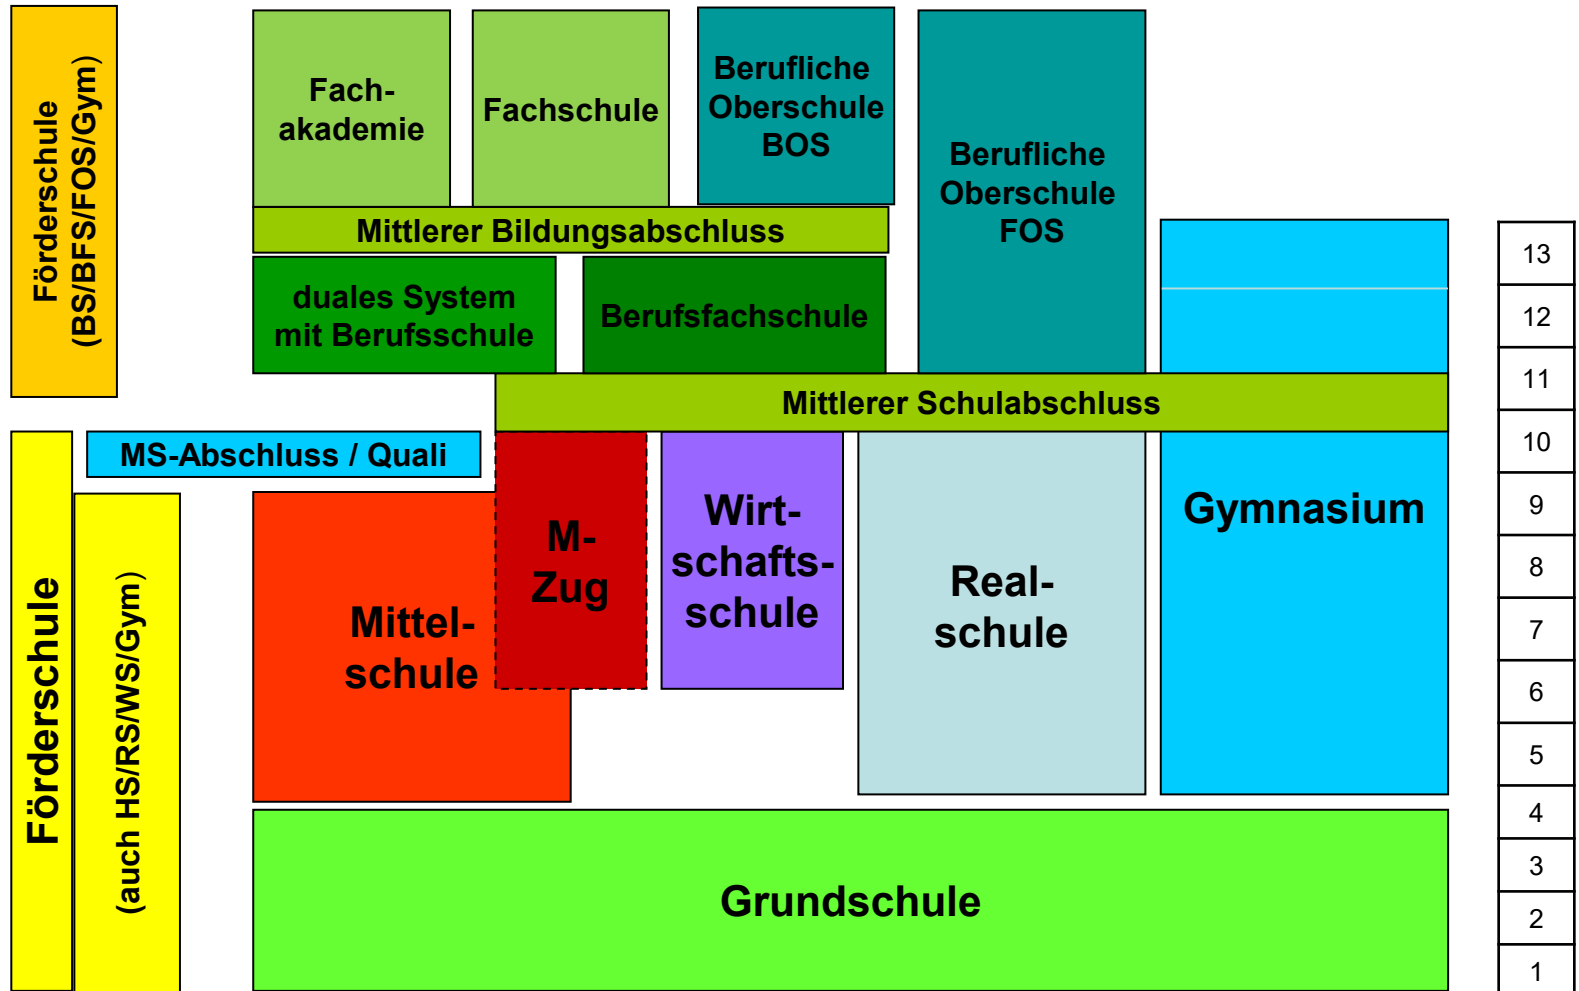 Förderschule
(BS/BFS/FOS/Gym)
Fach-
akademie
Fachschule
Berufliche
Oberschule
BOS
Berufliche
Oberschule
FOS
Mittlerer Bildungsabschluss
duales System
mit Berufsschule
Berufsfachschule
Mittlerer Schulabschluss
MS-Abschluss / Quali
Förderschule
(auch HS/RS/WS/Gym)
Mittel-
schule
M-
Zug
Wirt-
schafts-
schule
Real-
schule
Gymnasium
Grundschule
13
12
11
10
9
8
7
6
5
4
3
2
1